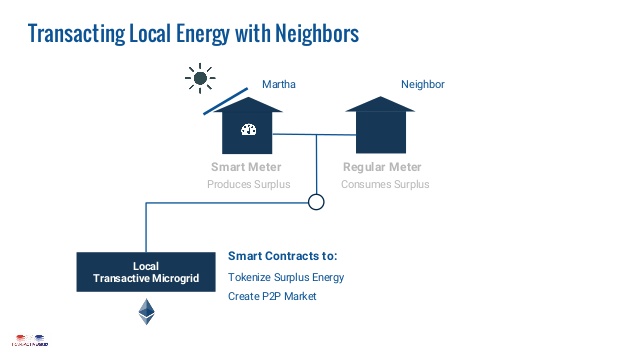 Transacting Local Energy with Neighbors
Martha
Neighbor
Smart Meter
Regular Meter
Produces Surplus
Consumes Surplus
Smart Contracts to:
Local
Transactive Microgrid
Tokenize Surplus Energy
Create P2P Market